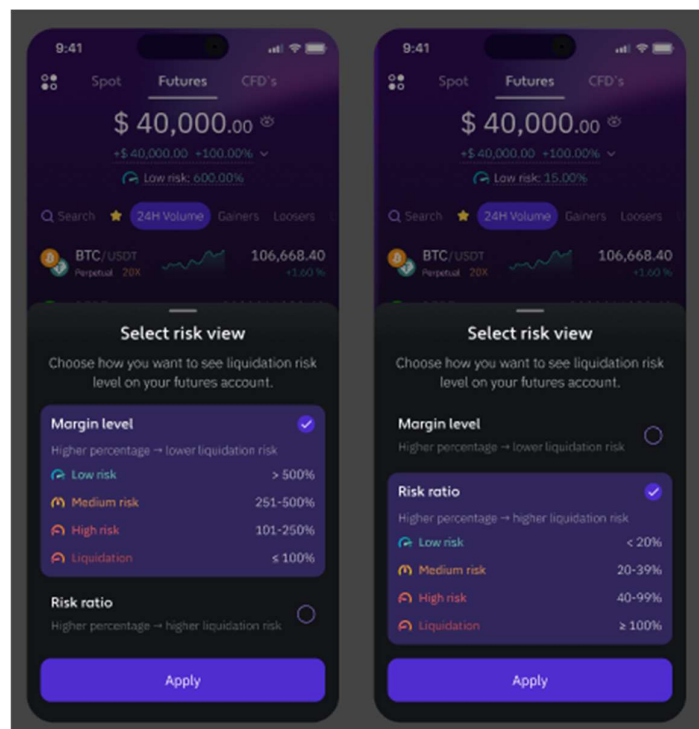 9:41
Spot Futures CFD's
$ 40,000.00
+$ 40,000.00 +100.00%
Low risk: 600.00%
Search 24H Volume Gainers Loosers
BTC/USDT 106,668.40
Perpetual 20X +1.60 %
Select risk view
Choose how you want to see liquidation risk
level on your futures account.
Margin level
Higher percentage → lower liquidation risk
Low risk > 500%
Medium risk 251-500%
High risk 101-250%
Liquidation ≤ 100%
Risk ratio
Higher percentage → higher liquidation risk
Apply
9:41
Spot Futures CFD's
$ 40,000.00
+$ 40,000.00 +100.00%
Low risk: 15.00%
Search 24H Volume Gainers Loosers
BTC/USDT 106,668.40
Perpetual 20X +1.60 %
Select risk view
Choose how you want to see liquidation risk
level on your futures account.
Margin level
Higher percentage → lower liquidation risk
Risk ratio
Higher percentage → higher liquidation risk
Low risk < 20%
Medium risk 20-39%
High risk 40-99%
Liquidation ≥ 100%
Apply